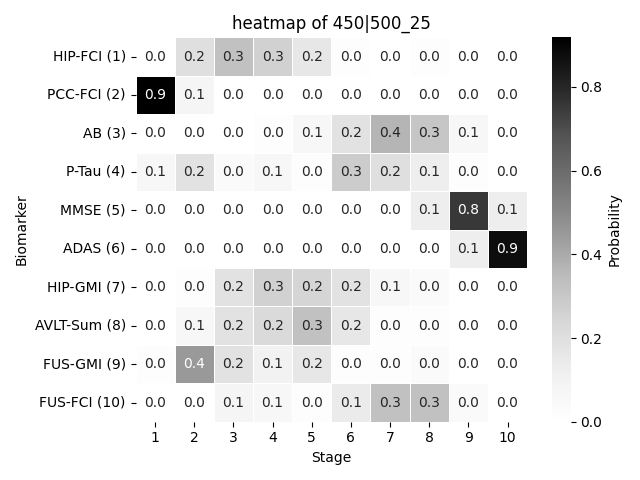 heatmap of 450|500_25
HIP-FCI (1) 0.0 0.2 0.3 0.3 0.2 0.0 0.0 0.0 0.0 0.0
PCC-FCI (2) 0.9 0.1 0.0 0.0 0.0 0.0 0.0 0.0 0.0 0.0
AB (3) 0.0 0.0 0.0 0.0 0.1 0.2 0.4 0.3 0.1 0.0
P-Tau (4) 0.1 0.2 0.0 0.1 0.0 0.3 0.2 0.1 0.0 0.0
MMSE (5) 0.0 0.0 0.0 0.0 0.0 0.0 0.0 0.1 0.8 0.1
ADAS (6) 0.0 0.0 0.0 0.0 0.0 0.0 0.0 0.0 0.1 0.9
HIP-GMI (7) 0.0 0.0 0.2 0.3 0.2 0.2 0.1 0.0 0.0 0.0
AVLT-Sum (8) 0.0 0.1 0.2 0.2 0.3 0.2 0.0 0.0 0.0 0.0
FUS-GMI (9) 0.0 0.4 0.2 0.1 0.2 0.0 0.0 0.0 0.0 0.0
FUS-FCI (10) 0.0 0.0 0.1 0.1 0.0 0.1 0.3 0.3 0.0 0.0
1 2 3 4 5 6 7 8 9 10
Stage
Biomarker
0.8
0.6
0.4
0.2
0.0
Probability